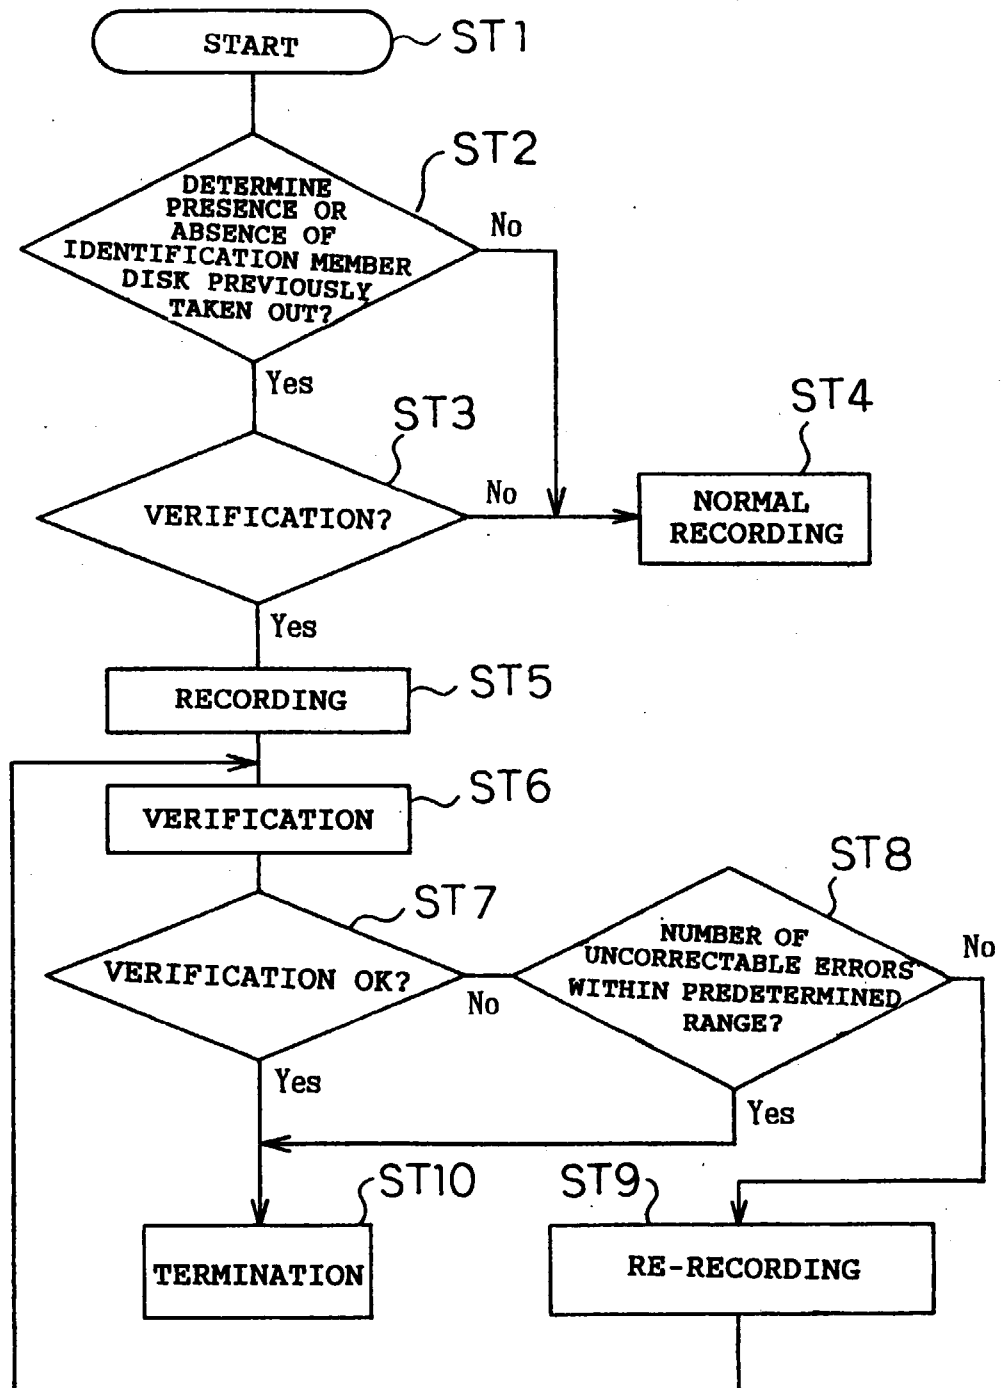 START
ST1
ST2
DETERMINE
PRESENCE OR
ABSENCE OF
IDENTIFICATION MEMBER
DISK PREVIOUSLY
TAKEN OUT?
No
Yes
ST3
ST4
VERIFICATION?
No
NORMAL
RECORDING
Yes
RECORDING
ST5
VERIFICATION
ST6
ST7
ST8
VERIFICATION OK?
No
NUMBER OF
UNCORRECTABLE ERRORS
WITHIN PREDETERMINED
RANGE?
No
Yes
Yes
ST10
ST9
TERMINATION
RE-RECORDING